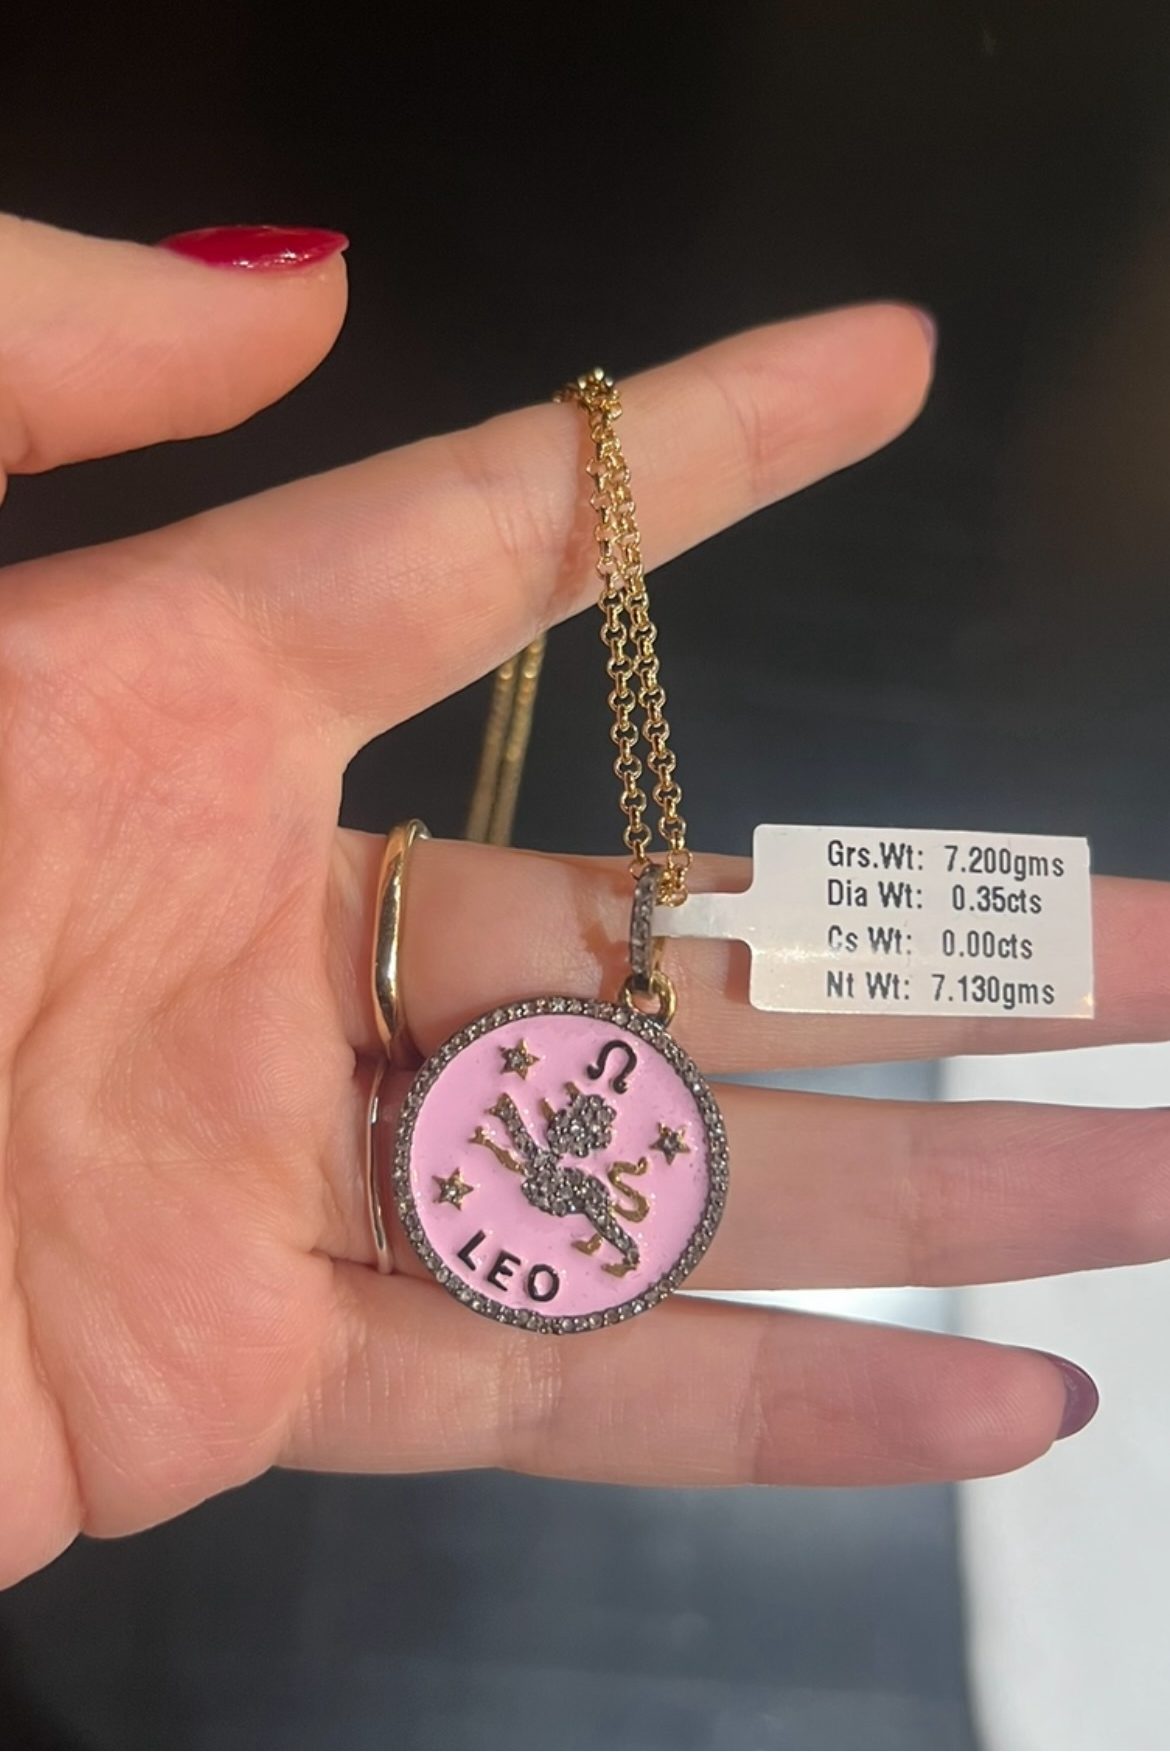 Grs.Wt: 7.200gms
Dia Wt: 0.35cts
Cs Wt: 0.00cts
Nt Wt: 7.130gms
LEO